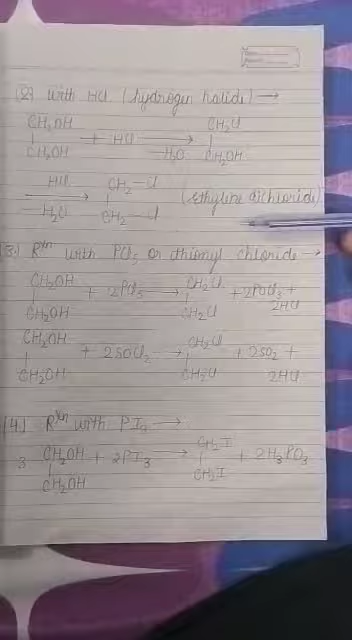 (2) with HCl (hydrogen halide) →
CH₂OH CH₂Cl
| + HCl ⟶ |
CH₂OH -H₂O CH₂OH
HCl CH₂-Cl
⟶ | (ethylene dichloride)
-H₂O CH₂-Cl
(3.) Rˣⁿ with PCl₅ or thionyl chloride →
CH₂OH CH₂Cl
| + 2PCl₅ ⟶ | + 2POCl₃ +
CH₂OH CH₂Cl 2HCl
CH₂OH CH₂Cl
| + 2SOCl₂ ⟶ | + 2SO₂ +
CH₂OH CH₂Cl 2HCl
(4.) Rˣⁿ with PI₃ →
3 CH₂OH + 2PI₃ ⟶ CH₂I + 2H₃PO₃
| |
CH₂OH CH₂I